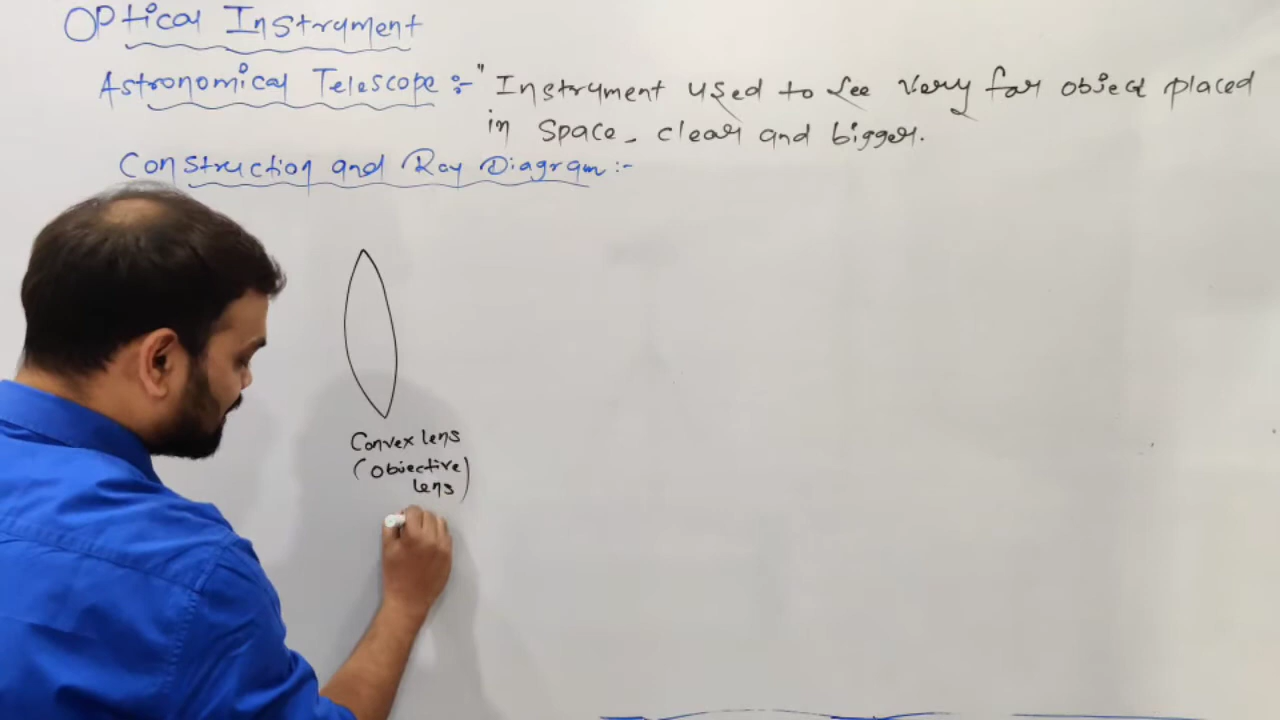 Optical Instrument
Astronomical Telescope :- "Instrument used to see very far object placed
in space - clear and bigger.
Construction and Ray Diagram :-
Convex lens
(Objective
lens)